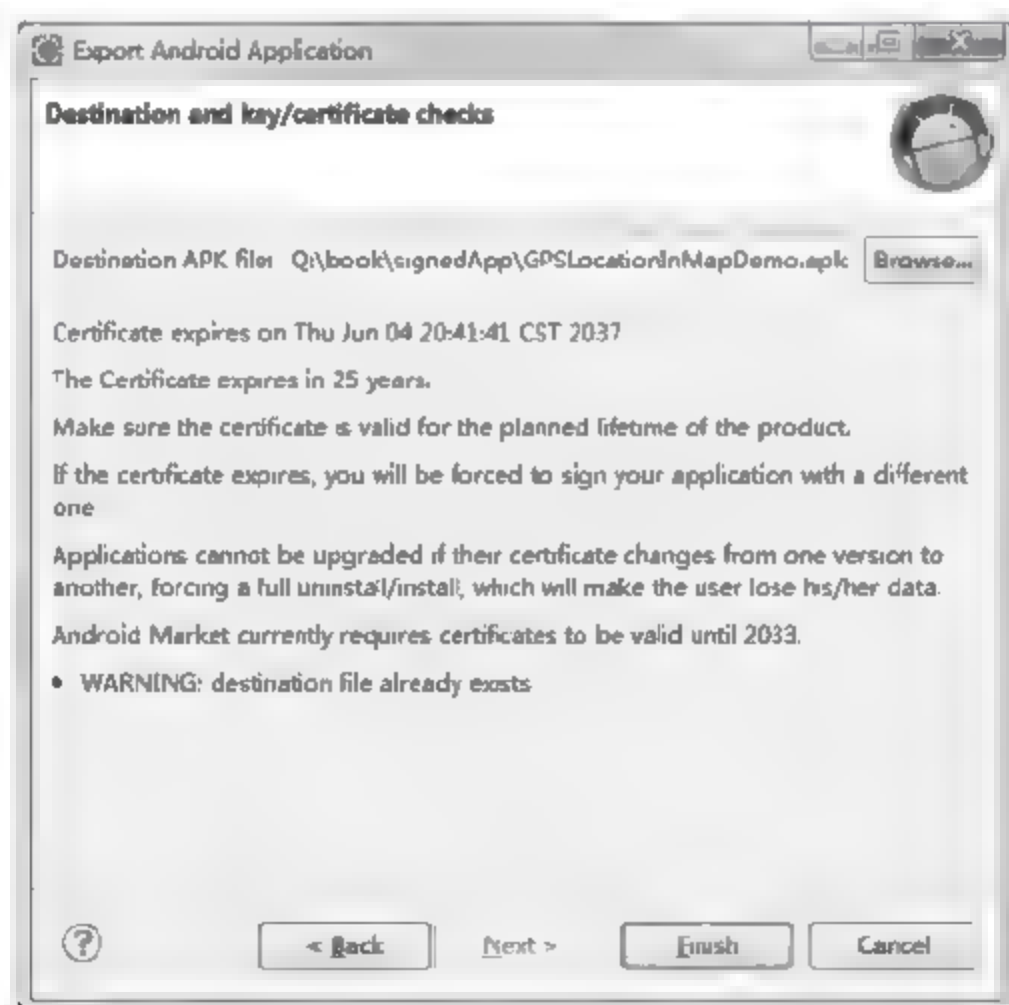 Export Android Application
Destination and key/certificate checks
Destination APK file: Q:\book\signedApp\GPSLocationInMapDemo.apk Browse...
Certificate expires on Thu Jun 04 20:41:41 CST 2037
The Certificate expires in 25 years.
Make sure the certificate is valid for the planned lifetime of the product.
If the certificate expires, you will be forced to sign your application with a different
one
Applications cannot be upgraded if their certificate changes from one version to
another, forcing a full uninstall/install, which will make the user lose his/her data.
Android Market currently requires certificates to be valid until 2033.
• WARNING: destination file already exists
? < Back Next > Finish Cancel